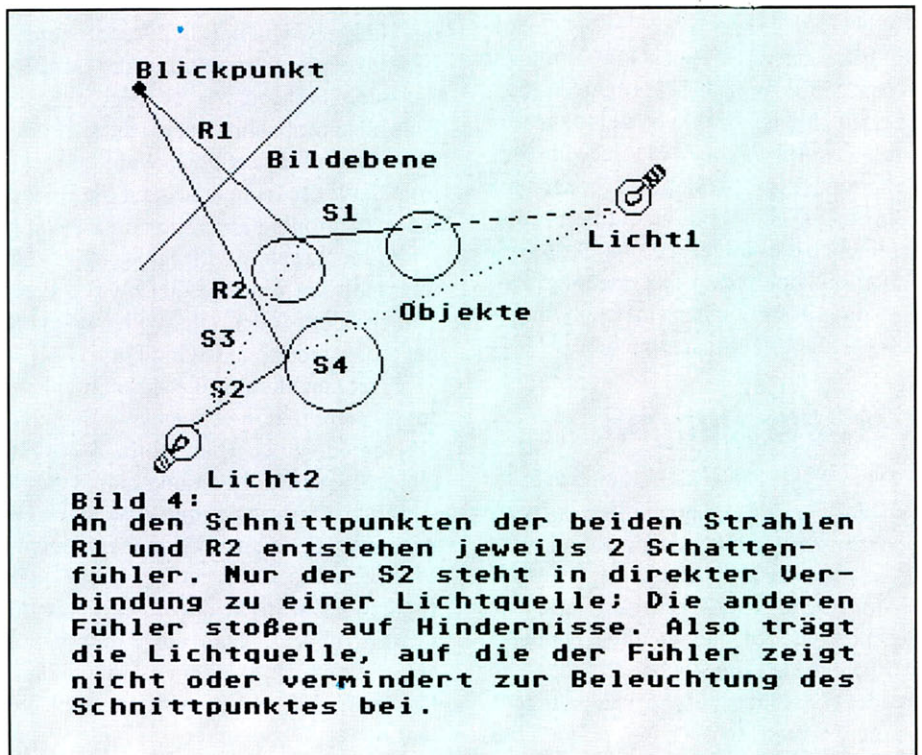 Blickpunkt
R1
Bildebene
S1
Licht1
R2
Objekte
S3
S4
S2
Licht2
Bild 4:
An den Schnittpunkten der beiden Strahlen
R1 und R2 entstehen jeweils 2 Schatten-
fühler. Nur der S2 steht in direkter Ver-
bindung zu einer Lichtquelle; Die anderen
Fühler stoßen auf Hindernisse. Also trägt
die Lichtquelle, auf die der Fühler zeigt
nicht oder vermindert zur Beleuchtung des
Schnittpunktes bei.